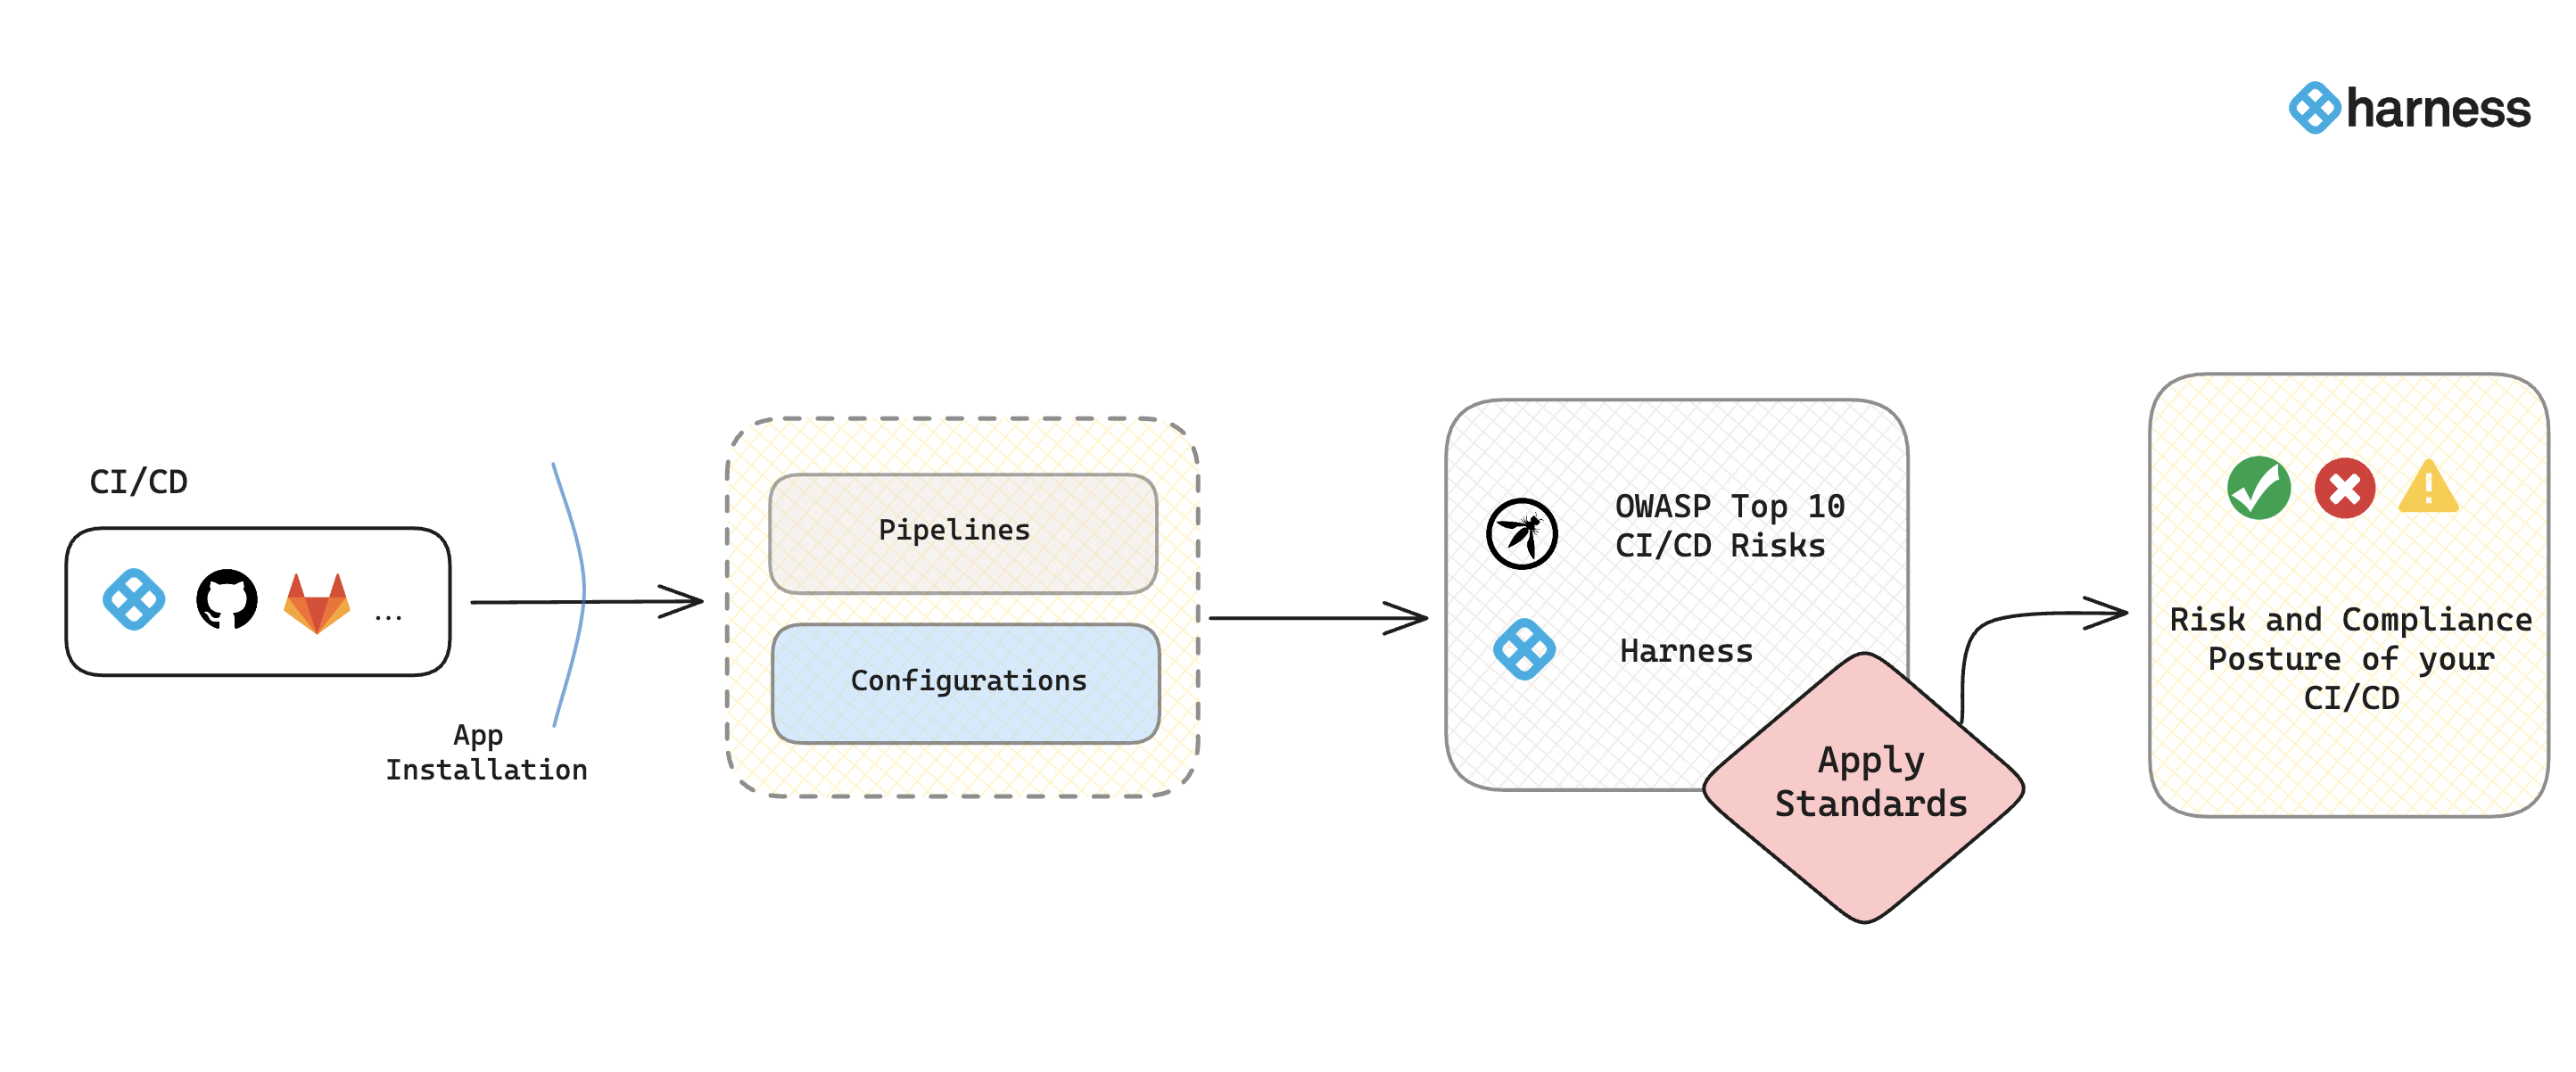 harness
CI/CD
...
App
Installation
Pipelines
Configurations
OWASP Top 10
CI/CD Risks
Harness
Apply
Standards
Risk and Compliance
Posture of your
CI/CD